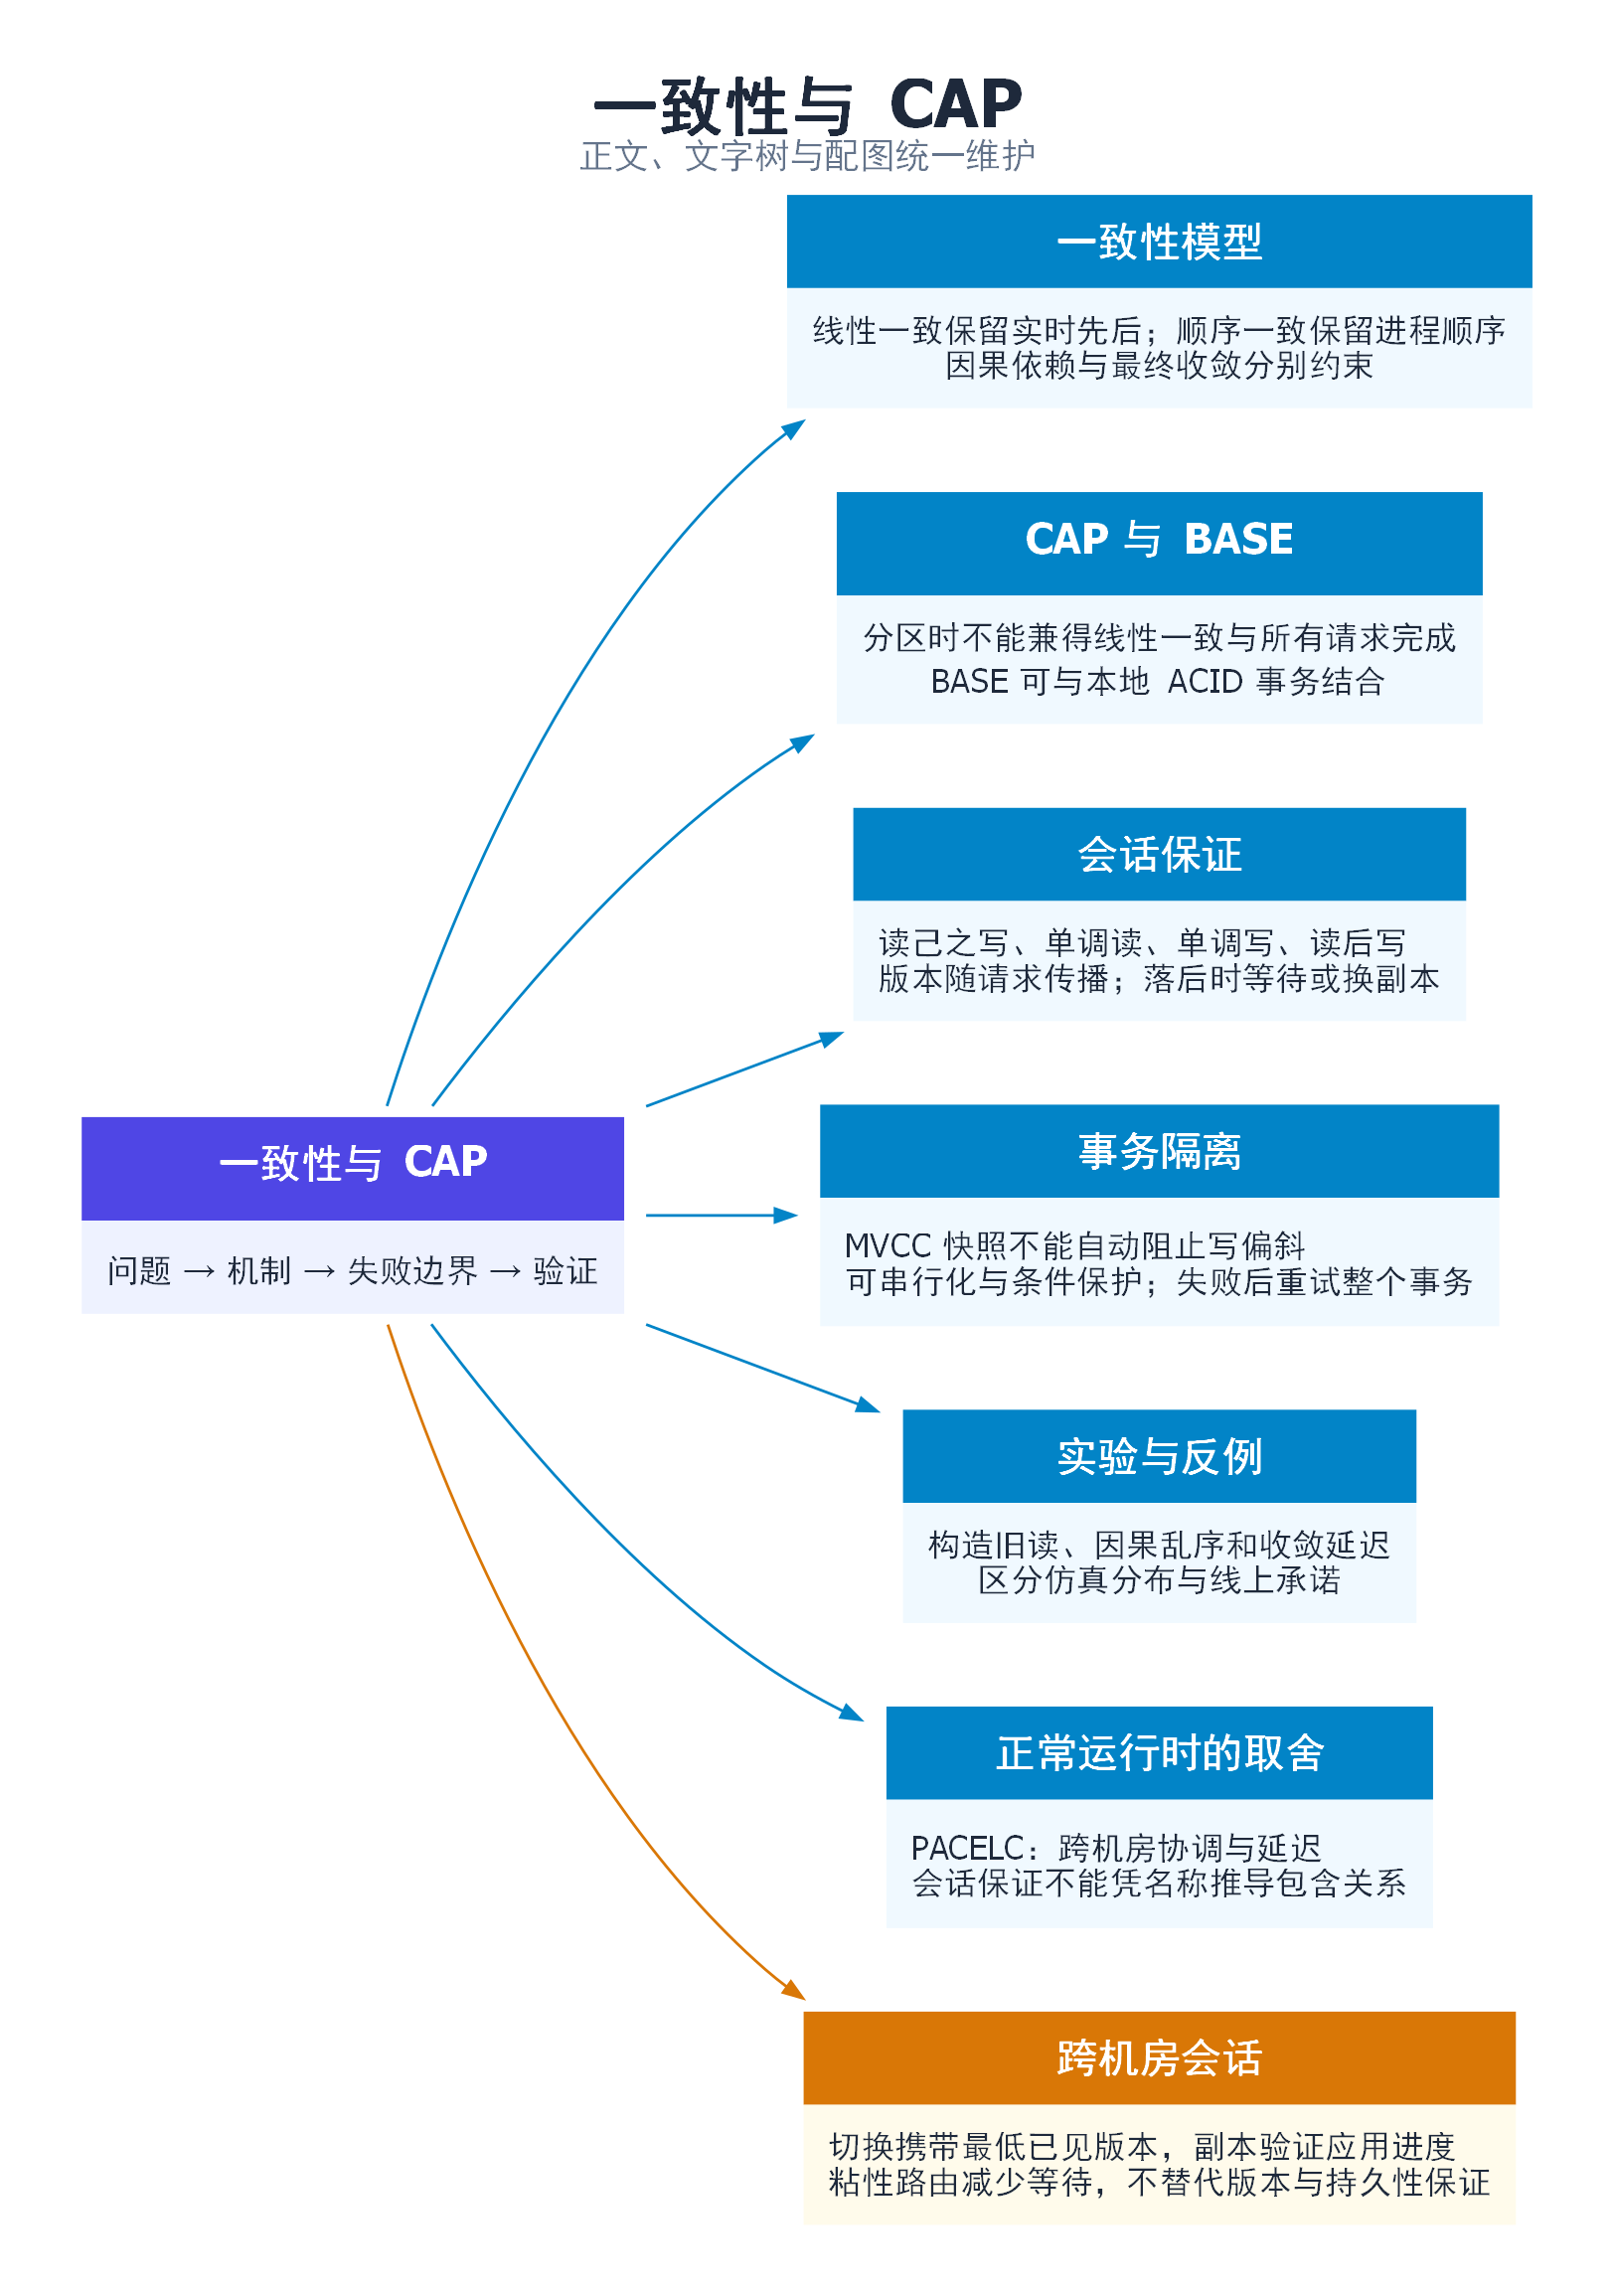 一致性与 CAP
正文、文字树与配图统一维护
一致性模型
线性一致保留实时先后；顺序一致保留进程顺序
因果依赖与最终收敛分别约束
CAP 与 BASE
分区时不能兼得线性一致与所有请求完成
BASE 可与本地 ACID 事务结合
会话保证
读己之写、单调读、单调写、读后写
版本随请求传播；落后时等待或换副本
一致性与 CAP
问题 → 机制 → 失败边界 → 验证
事务隔离
MVCC 快照不能自动阻止写偏斜
可串行化与条件保护；失败后重试整个事务
实验与反例
构造旧读、因果乱序和收敛延迟
区分仿真分布与线上承诺
正常运行时的取舍
PACELC：跨机房协调与延迟
会话保证不能凭名称推导包含关系
跨机房会话
切换携带最低已见版本，副本验证应用进度
粘性路由减少等待，不替代版本与持久性保证